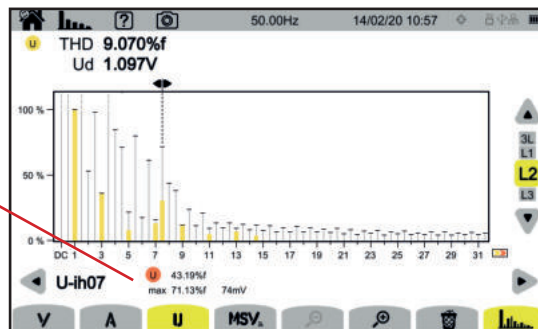 50.00Hz 14/02/20 10:57
U THD 9.070%f
Ud 1.097V
100 %
50 %
0 %
DC 1 3 5 7 9 11 13 15 17 19 21 23 25 27 29 31
3L
L1
L2
L3
U-ih07 U 43.19%f
max 71.13%f 74mV
V A U MSV